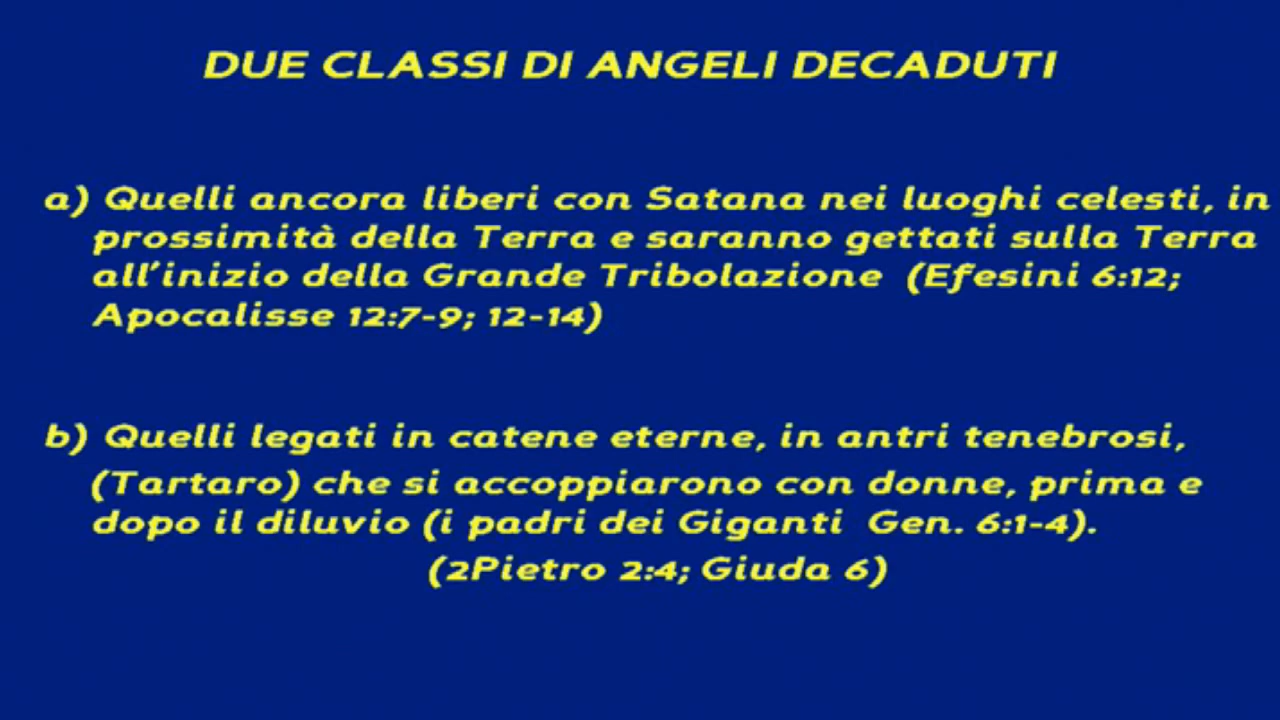 DUE CLASSI DI ANGELI DECADUTI
a) Quelli ancora liberi con Satana nei luoghi celesti, in
prossimità della Terra e saranno gettati sulla Terra
all'inizio della Grande Tribolazione (Efesini 6:12;
Apocalisse 12:7-9; 12-14)
b) Quelli legati in catene eterne, in antri tenebrosi,
(Tartaro) che si accoppiarono con donne, prima e
dopo il diluvio (i padri dei Giganti Gen. 6:1-4).
(2Pietro 2:4; Giuda 6)